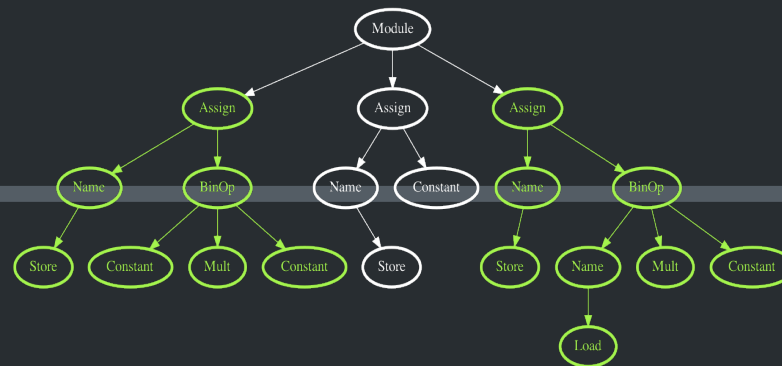 Module
Assign Assign Assign
Name BinOp Name Constant Name BinOp
Store Constant Mult Constant Store Store Name Mult Constant
Load